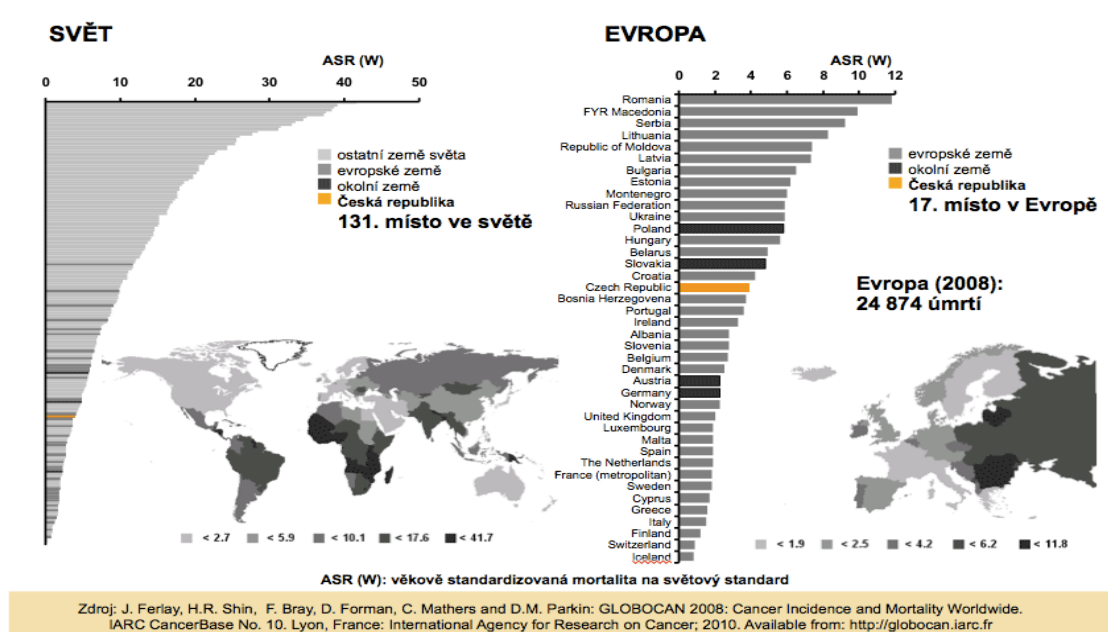 SVĚT
ASR (W)
0 10 20 30 40 50
ostatní země světa
evropské země
okolní země
Česká republika
131. místo ve světě
< 2.7 < 5.9 < 10.1 < 17.6 < 41.7
EVROPA
ASR (W)
0 2 4 6 8 10 12
Romania
FYR Macedonia
Serbia
Lithuania
Republic of Moldova
Latvia
Bulgaria
Estonia
Montenegro
Russian Federation
Ukraine
Poland
Hungary
Belarus
Slovakia
Croatia
Czech Republic
Bosnia Herzegovena
Portugal
Ireland
Albania
Slovenia
Belgium
Denmark
Austria
Germany
Norway
United Kingdom
Luxembourg
Malta
Spain
The Netherlands
France (metropolitan)
Sweden
Cyprus
Greece
Italy
Finland
Switzerland
Iceland
evropské země
okolní země
Česká republika
17. místo v Evropě
Evropa (2008):
24 874 úmrtí
< 1.9 < 2.5 < 4.2 < 6.2 < 11.8
ASR (W): věkově standardizovaná mortalita na světový standard
Zdroj: J. Ferlay, H.R. Shin, F. Bray, D. Forman, C. Mathers and D.M. Parkin: GLOBOCAN 2008: Cancer Incidence and Mortality Worldwide.
IARC CancerBase No. 10. Lyon, France: International Agency for Research on Cancer; 2010. Available from: http://globocan.iarc.fr